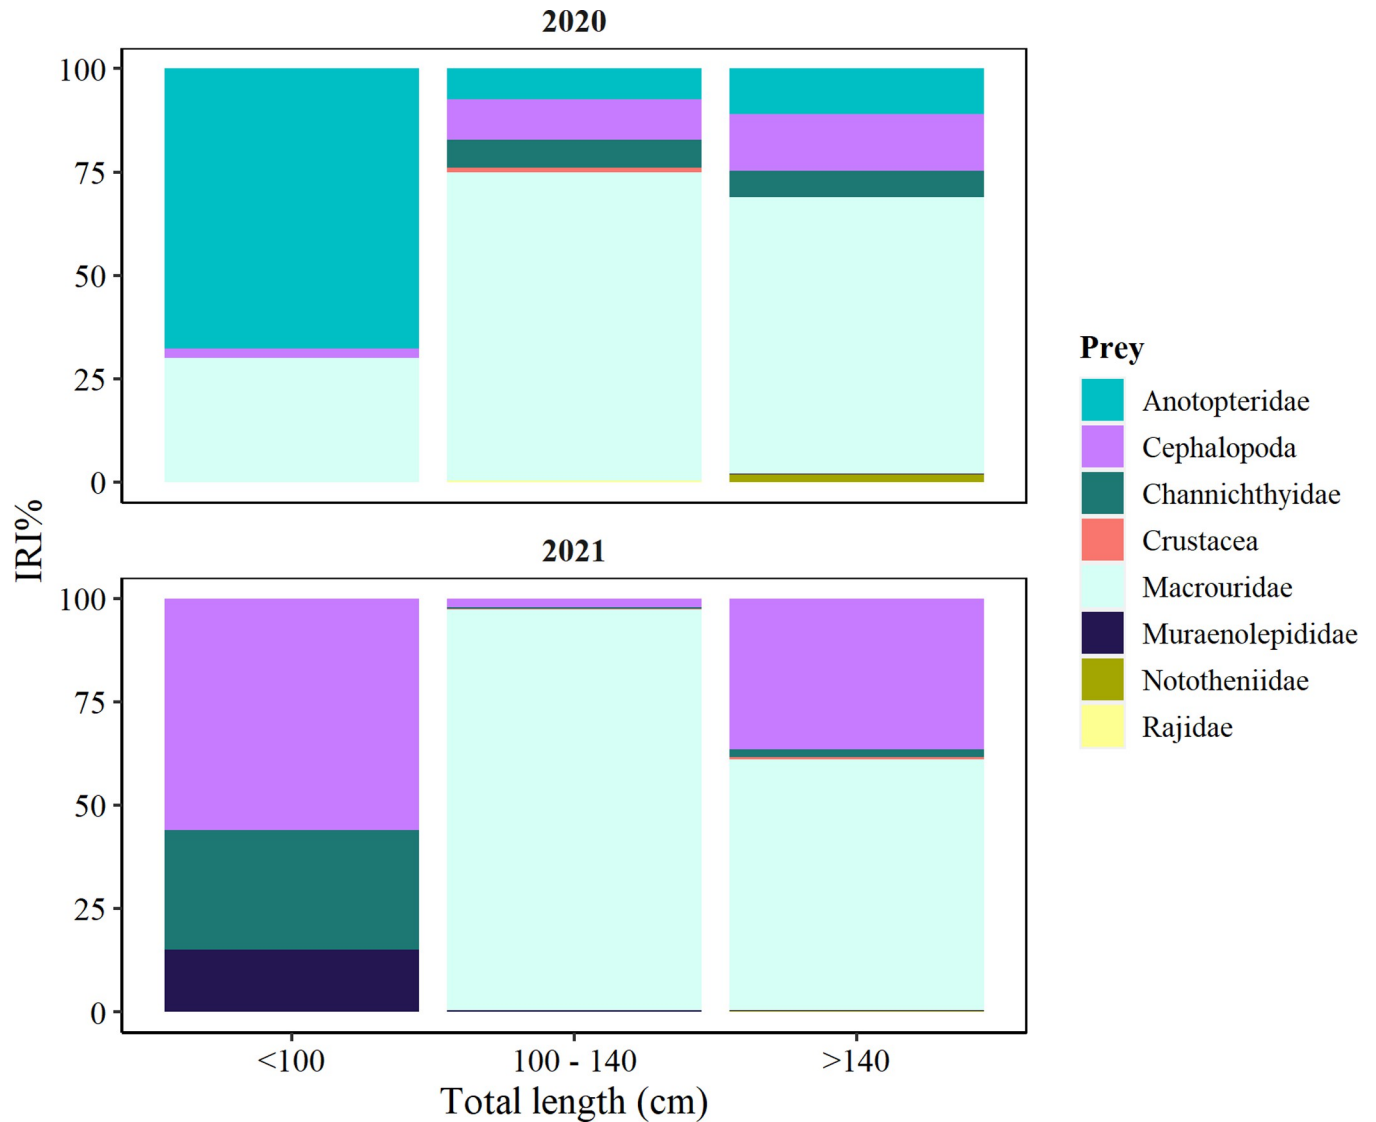 2020
100
75
50
25
0
IRI%
2021
100
75
50
25
0
<100
100 - 140
>140
Total length (cm)
Prey
Anotopteridae
Cephalopoda
Channichthyidae
Crustacea
Macrouridae
Muraenolepididae
Nototheniidae
Rajidae